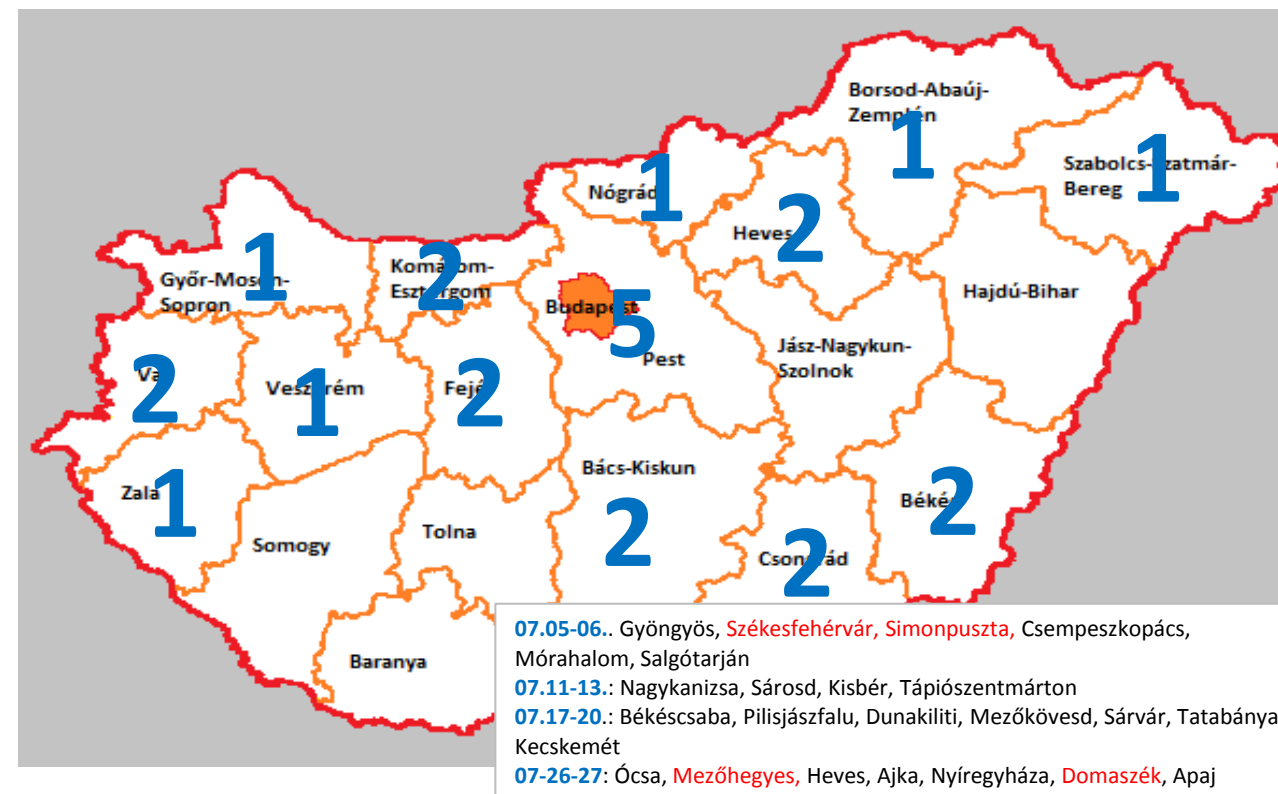 Borsod-Abaúj-
Zemplén
1
Szabolcs-Szatmár-
Bereg
1
Nógrád
1
Heves
2
Győr-Moson-
Sopron
1
Komárom-
Esztergom
2
Budapest
5
Pest
Hajdú-Bihar
Jász-Nagykun-
Szolnok
Vas
2
Veszprém
1
Fejér
2
Zala
1
Bács-Kiskun
2
Békés
2
Somogy
Tolna
Csongrád
2
Baranya
07.05-06.. Gyöngyös, Székesfehérvár, Simonpuszta, Csempeszkopács,
Mórahalom, Salgótarján
07.11-13.: Nagykanizsa, Sárosd, Kisbér, Tápiószentmárton
07.17-20.: Békéscsaba, Pilisjászfalu, Dunakiliti, Mezőkövesd, Sárvár, Tatabánya
Kecskemét
07-26-27: Ócsa, Mezőhegyes, Heves, Ajka, Nyíregyháza, Domaszék, Apaj